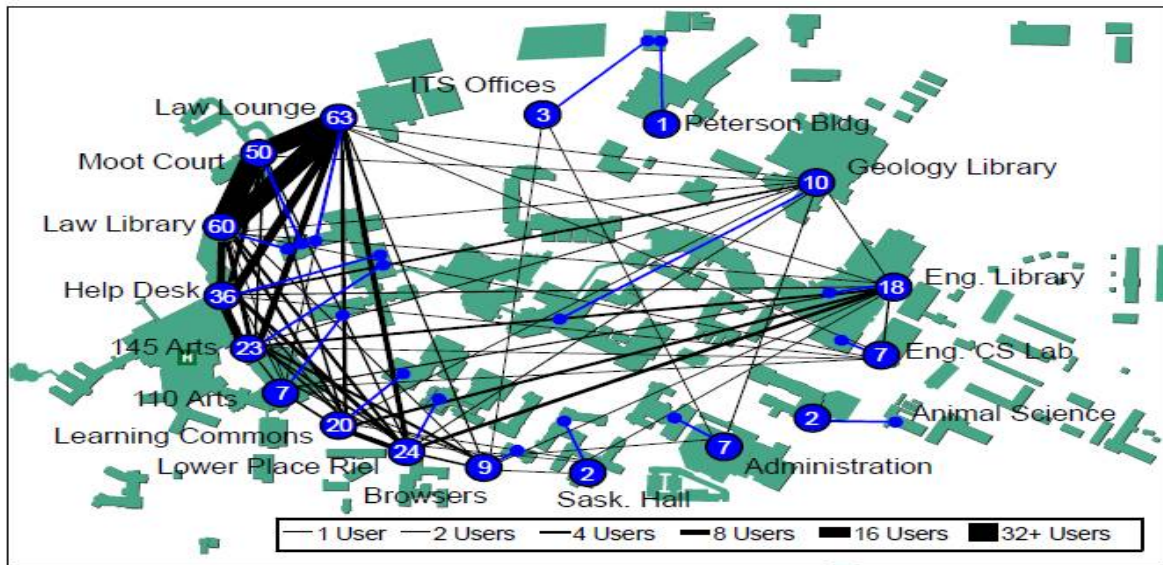 ITS Offices
3
Law Lounge
63
1
Peterson Bldg
Moot Court
50
Geology Library
10
Law Library
60
Help Desk
36
Eng. Library
18
145 Arts
23
H
7
Eng. CS Lab
110 Arts
7
2
Animal Science
Learning Commons
20
Lower Place Riel
24
7
Administration
Browsers
9
2
Sask. Hall
1 User 2 Users 4 Users 8 Users 16 Users 32+ Users